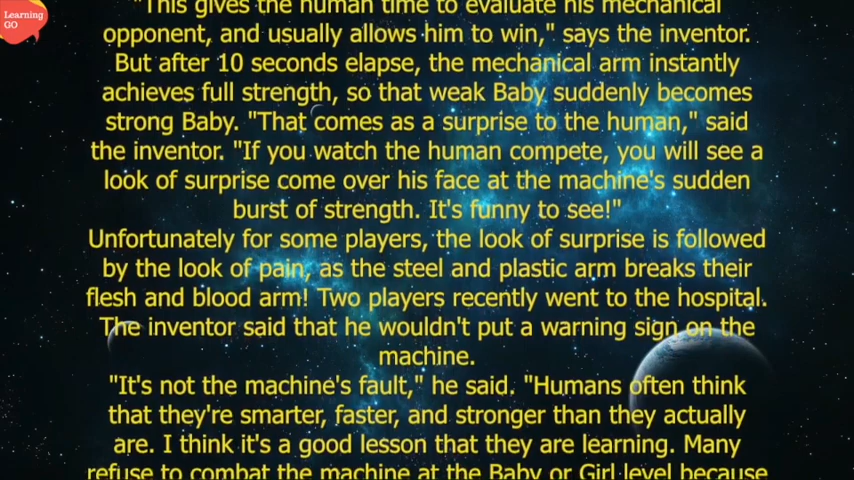 Learning
GO
"This gives the human time to evaluate his mechanical
opponent, and usually allows him to win," says the inventor.
But after 10 seconds elapse, the mechanical arm instantly
achieves full strength, so that weak Baby suddenly becomes
strong Baby. "That comes as a surprise to the human," said
the inventor. "If you watch the human compete, you will see a
look of surprise come over his face at the machine's sudden
burst of strength. It's funny to see!"
Unfortunately for some players, the look of surprise is followed
by the look of pain, as the steel and plastic arm breaks their
flesh and blood arm! Two players recently went to the hospital.
The inventor said that he wouldn't put a warning sign on the
machine.
"It's not the machine's fault," he said. "Humans often think
that they're smarter, faster, and stronger than they actually
are. I think it's a good lesson that they are learning. Many
refuse to combat the machine at the Baby or Girl level because